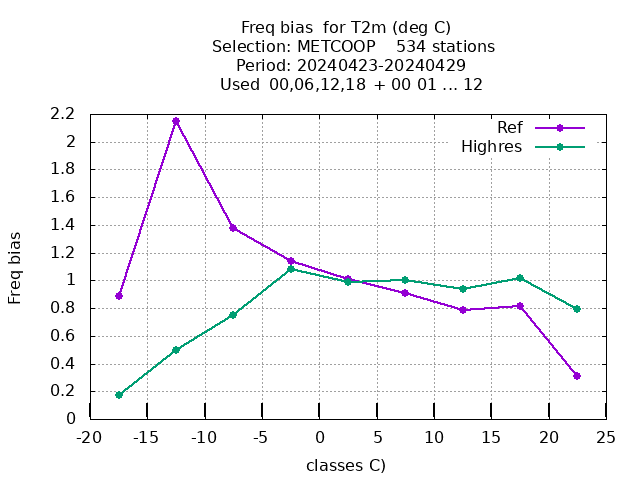 Freq bias  for T2m (deg C)
Selection: METCOOP    534 stations
Period: 20240423-20240429
Used  00,06,12,18  + 00 01 ... 12
Ref
Highres
2.2
2
1.8
1.6
1.4
1.2
1
0.8
0.6
0.4
0.2
0
Freq bias
-20 -15 -10 -5 0 5 10 15 20 25
classes C)